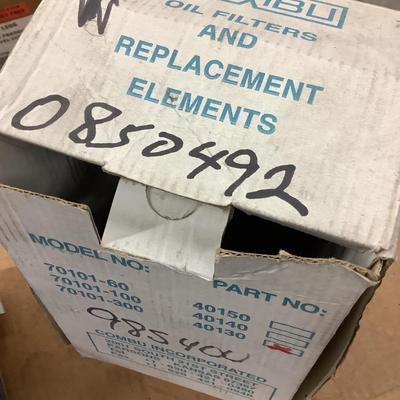 OIL FILTERS
AND
REPLACEMENT
ELEMENTS
0850492
MODEL NO:
PART NO:
70101-60
70101-100
70101-300
40150
40140
40130
985400
COMBU INCORPORATED